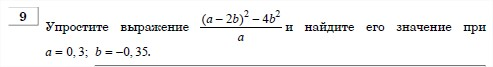 9 Упростите выражение (a − 2b)² − 4b² / a и найдите его значение при
a = 0, 3; b = −0, 35.